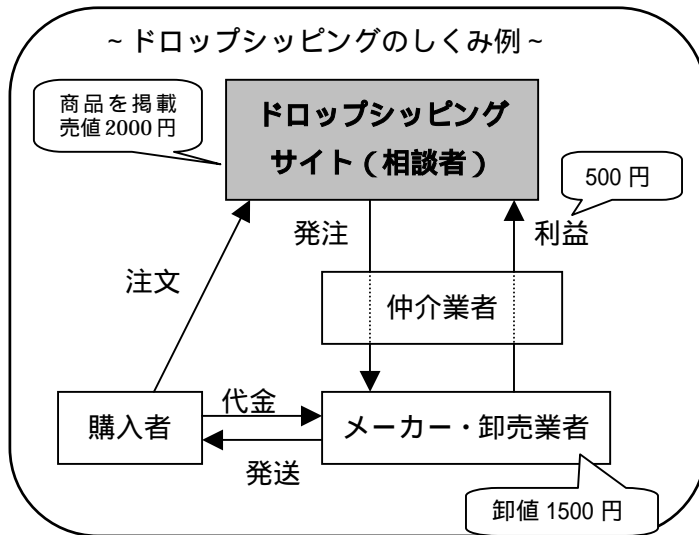 ~ドロップシッピングのしくみ例~
商品を掲載
売値2000円
ドロップシッピング
サイト（相談者）
500円
発注
利益
注文
仲介業者
代金
購入者
メーカー・卸売業者
発送
卸値1500円